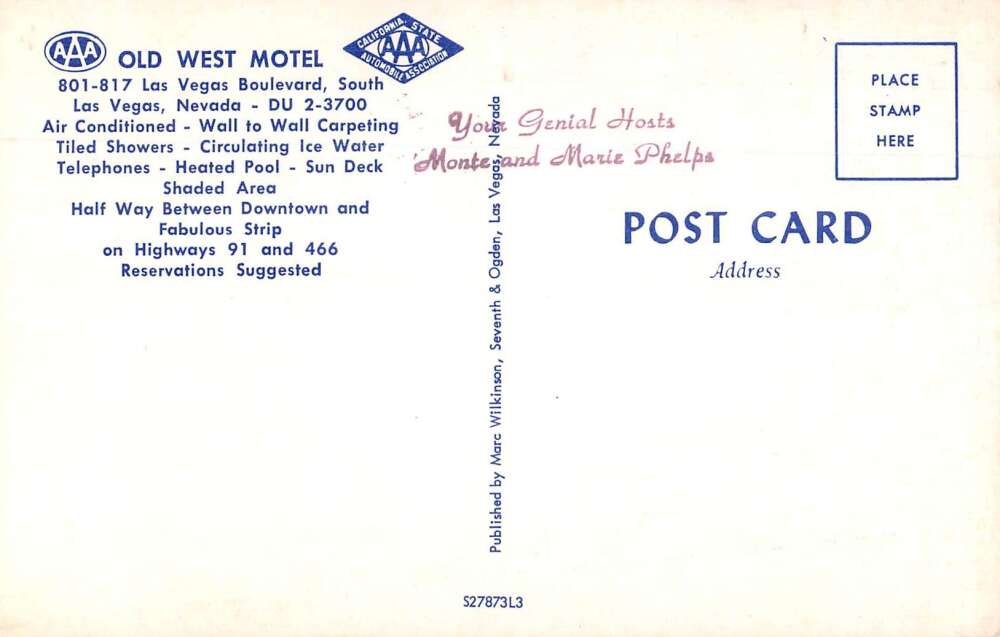 AAA
OLD WEST MOTEL
CALIFORNIA STATE
AAA
AUTOMOBILE ASSOCIATION
801-817 Las Vegas Boulevard, South
Las Vegas, Nevada - DU 2-3700
Air Conditioned - Wall to Wall Carpeting
Tiled Showers - Circulating Ice Water
Telephones - Heated Pool - Sun Deck
Shaded Area
Half Way Between Downtown and
Fabulous Strip
on Highways 91 and 466
Reservations Suggested
Your Genial Hosts
Monte and Marie Phelps
Published by Marc Wilkinson, Seventh & Ogden, Las Vegas, Nevada
PLACE
STAMP
HERE
POST CARD
Address
S27873L3